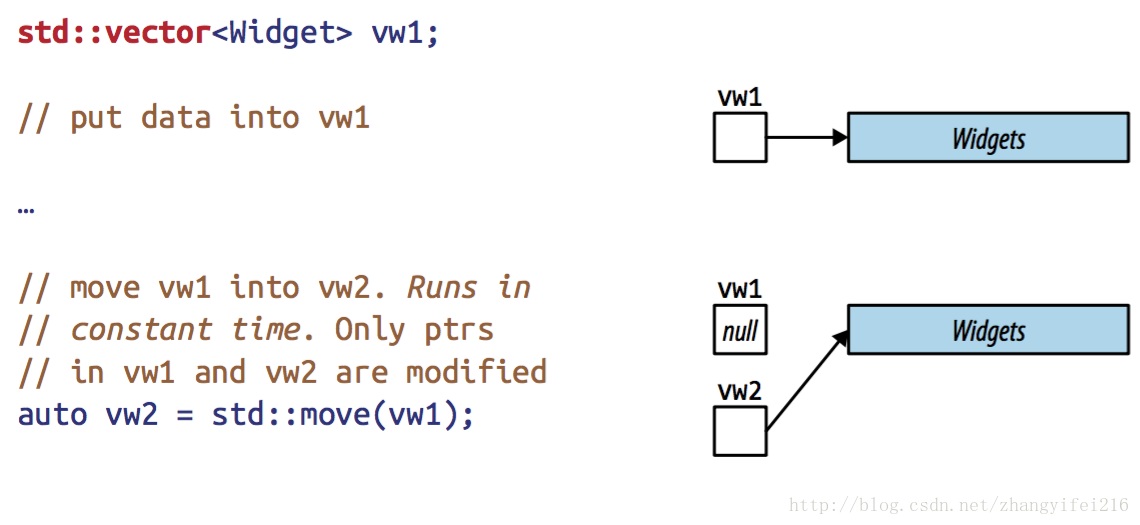 std::vector<Widget> vw1;
// put data into vw1
…
// move vw1 into vw2. Runs in
// constant time. Only ptrs
// in vw1 and vw2 are modified
auto vw2 = std::move(vw1);
vw1
Widgets
vw1
null
Widgets
vw2
http://blog.csdn.net/zhangyifei216